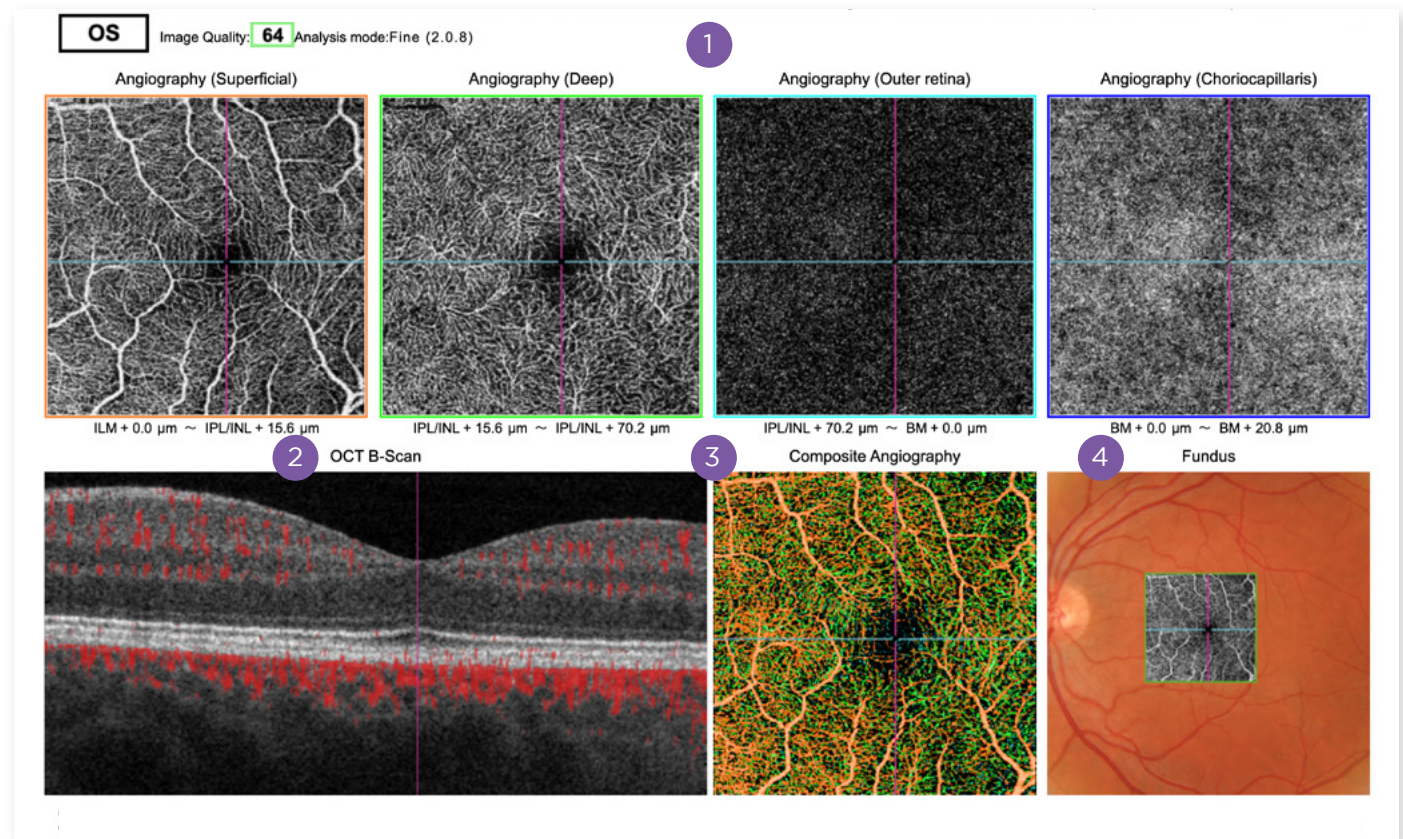 OS
Image Quality: 64 Analysis mode:Fine (2.0.8)
1
Angiography (Superficial)
Angiography (Deep)
Angiography (Outer retina)
Angiography (Choriocapillaris)
ILM + 0.0 µm ～ IPL/INL + 15.6 µm
IPL/INL + 15.6 µm ～ IPL/INL + 70.2 µm
IPL/INL + 70.2 µm ～ BM + 0.0 µm
BM + 0.0 µm ～ BM + 20.8 µm
2
OCT B-Scan
3
Composite Angiography
4
Fundus